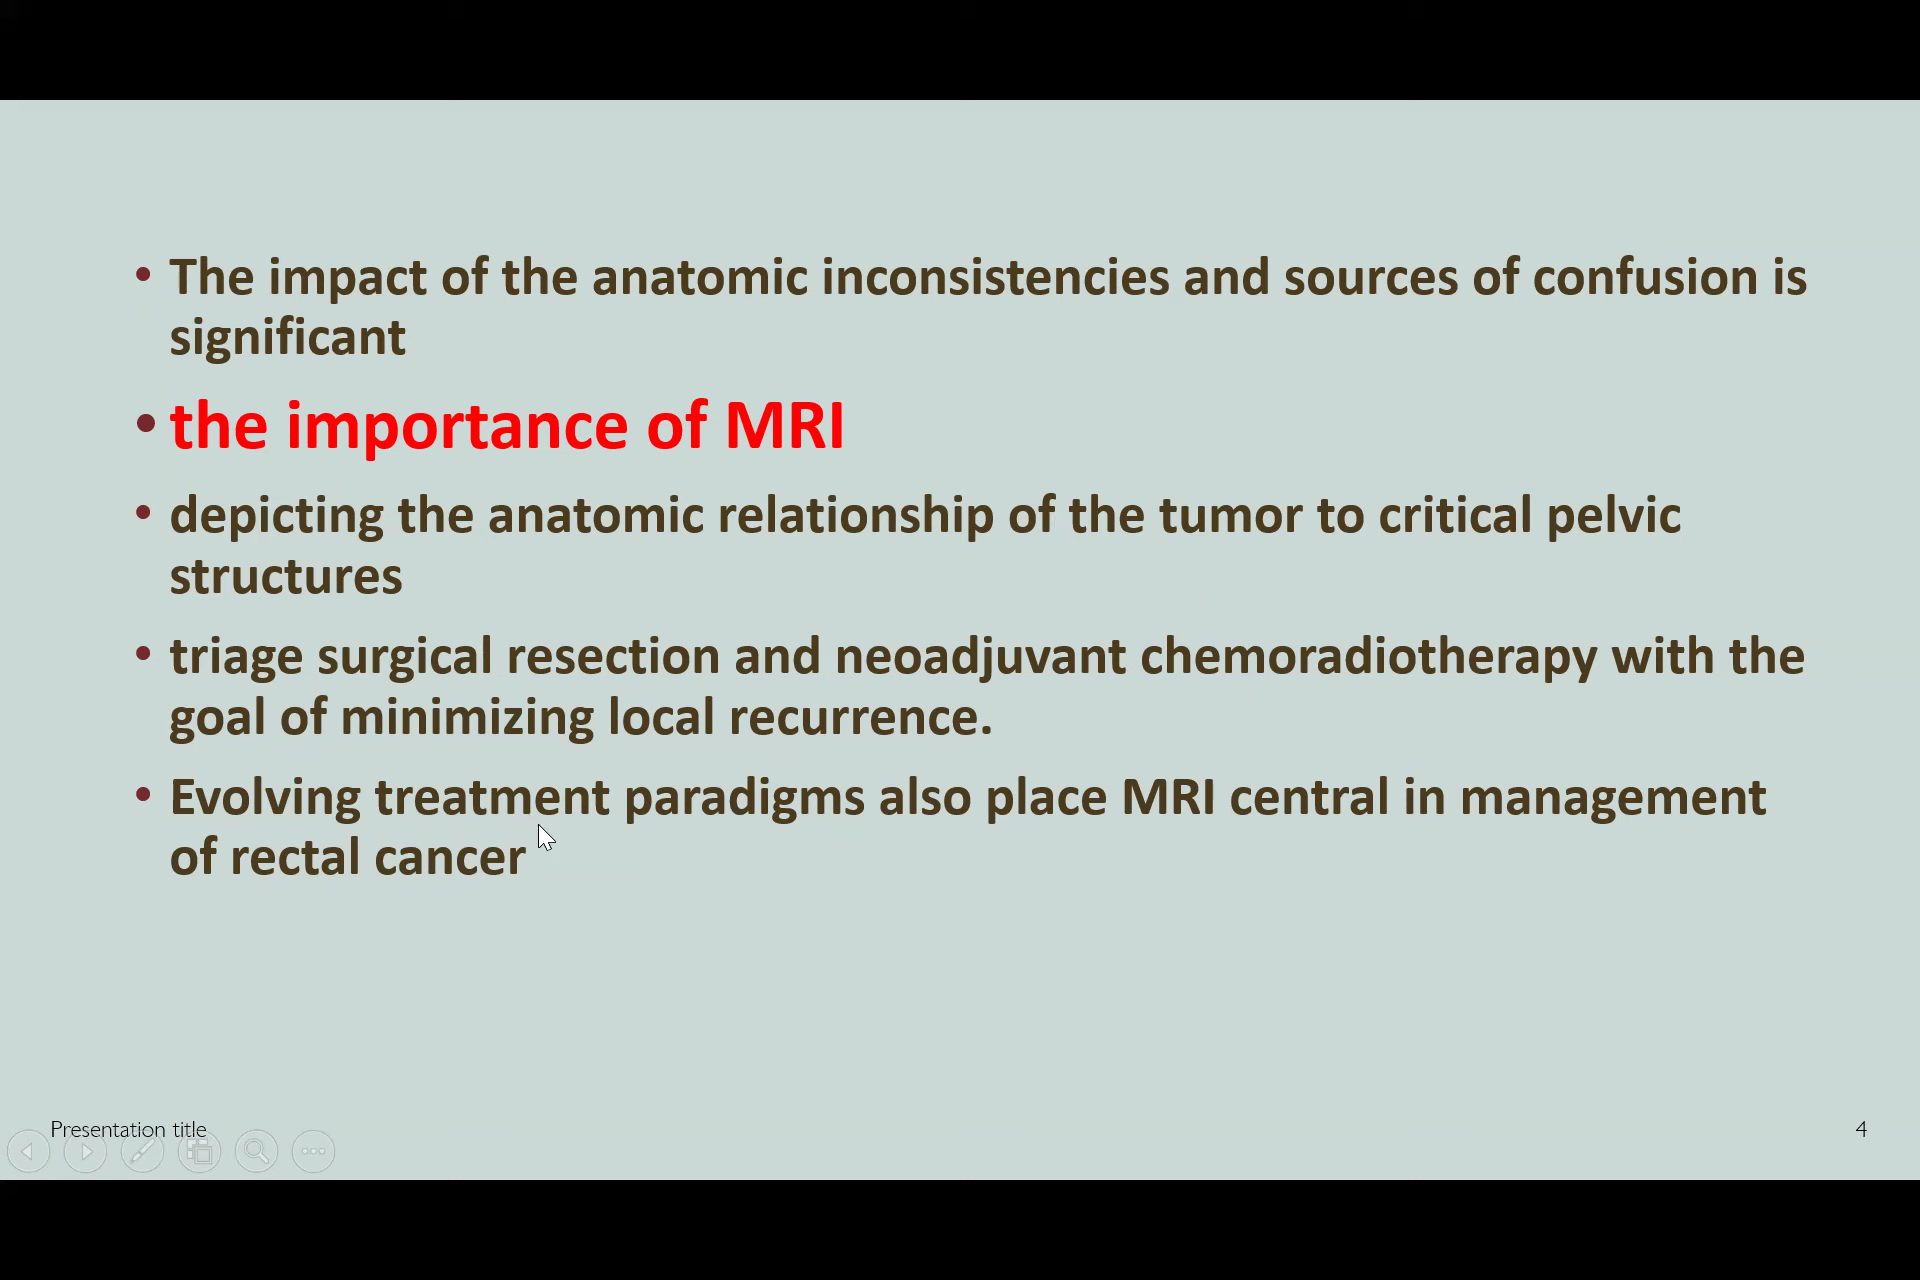 • The impact of the anatomic inconsistencies and sources of confusion is
significant
• the importance of MRI
• depicting the anatomic relationship of the tumor to critical pelvic
structures
• triage surgical resection and neoadjuvant chemoradiotherapy with the
goal of minimizing local recurrence.
• Evolving treatment paradigms also place MRI central in management
of rectal cancer
Presentation title
4